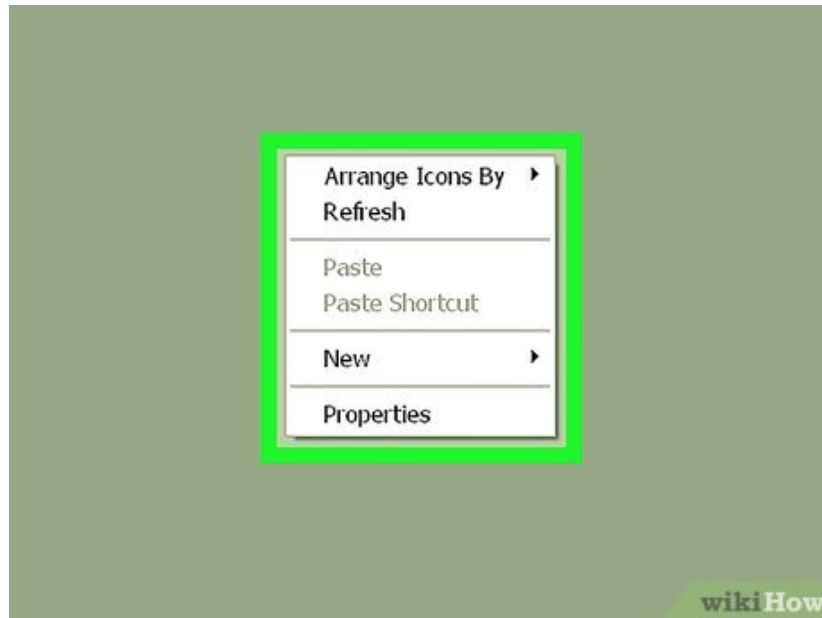 Arrange Icons By
Refresh
Paste
Paste Shortcut
New
Properties
wikiHow